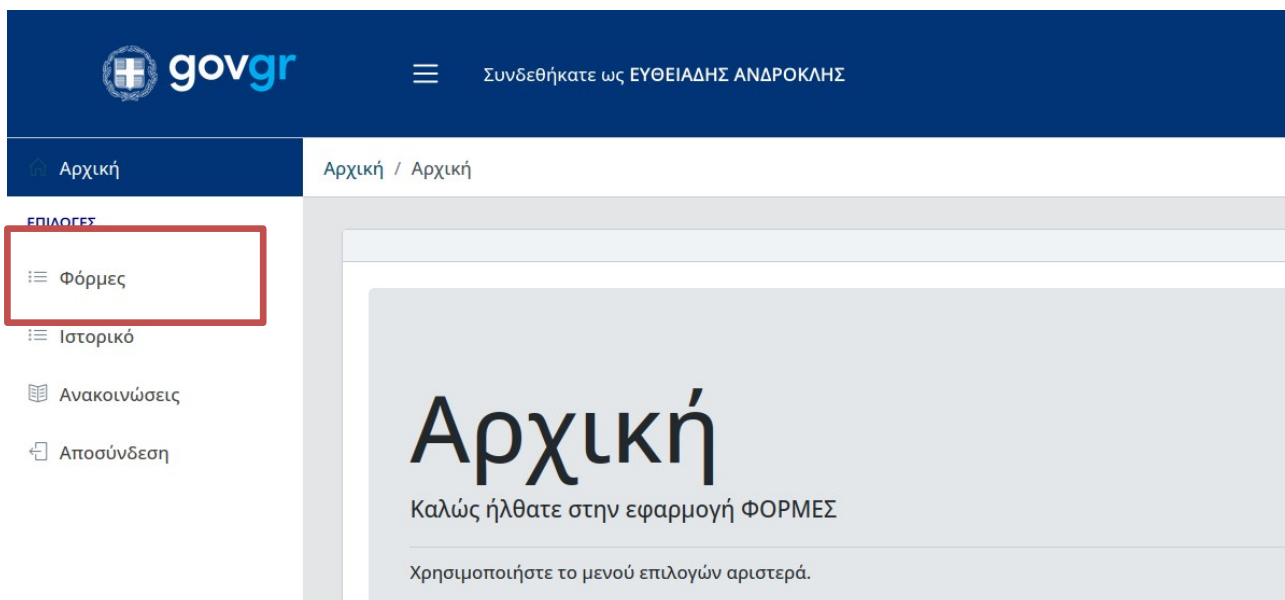 govgr
Συνδεθήκατε ως ΕΥΘΕΙΑΔΗΣ ΑΝΔΡΟΚΛΗΣ
Αρχική
Αρχική / Αρχική
ΕΠΙΛΟΓΕΣ
Φόρμες
Ιστορικό
Ανακοινώσεις
Αποσύνδεση
Αρχική
Καλώς ήλθατε στην εφαρμογή ΦΟΡΜΕΣ
Χρησιμοποιήστε το μενού επιλογών αριστερά.